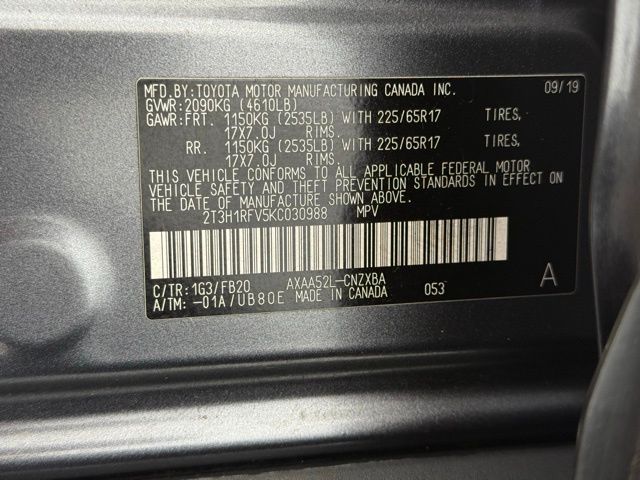 MFD.BY:TOYOTA MOTOR MANUFACTURING CANADA INC. 09/19
GVWR:2090KG (4610LB)
GAWR:FRT. 1150KG (2535LB) WITH 225/65R17 TIRES,
17X7.0J RIMS.
RR. 1150KG (2535LB) WITH 225/65R17 TIRES,
17X7.0J RIMS.
THIS VEHICLE CONFORMS TO ALL APPLICABLE FEDERAL MOTOR
VEHICLE SAFETY AND THEFT PREVENTION STANDARDS IN EFFECT ON
THE DATE OF MANUFACTURE SHOWN ABOVE.
2T3H1RFV5KC030988 MPV
C/TR:1G3/FB20 AXAA52L-CNZXBA A
A/TM:-01A/UB80E MADE IN CANADA 053